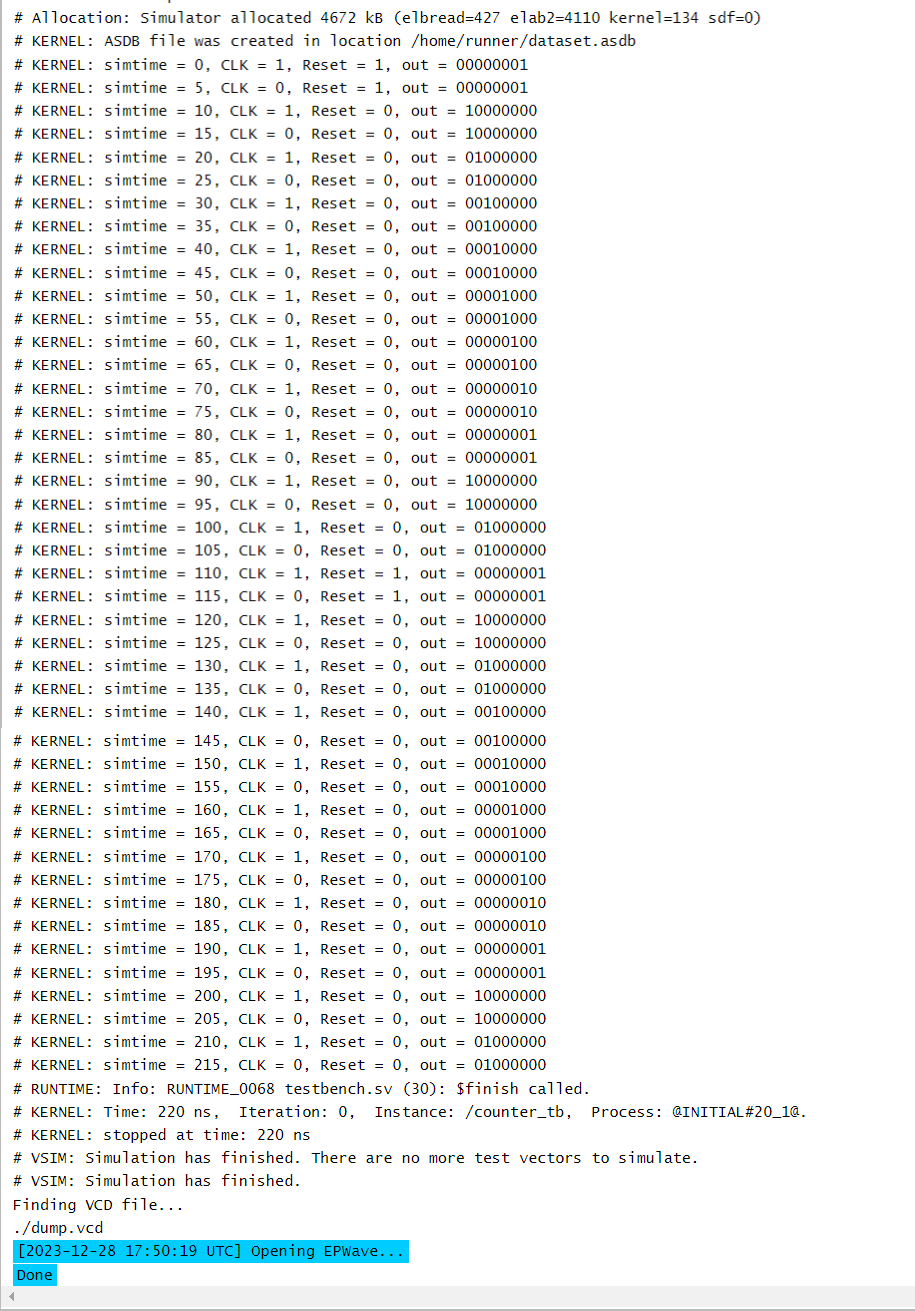 # Allocation: Simulator allocated 4672 kB (elbread=427 elab2=4110 kernel=134 sdf=0)
# KERNEL: ASDB file was created in location /home/runner/dataset.asdb
# KERNEL: simtime = 0, CLK = 1, Reset = 1, out = 00000001
# KERNEL: simtime = 5, CLK = 0, Reset = 1, out = 00000001
# KERNEL: simtime = 10, CLK = 1, Reset = 0, out = 10000000
# KERNEL: simtime = 15, CLK = 0, Reset = 0, out = 10000000
# KERNEL: simtime = 20, CLK = 1, Reset = 0, out = 01000000
# KERNEL: simtime = 25, CLK = 0, Reset = 0, out = 01000000
# KERNEL: simtime = 30, CLK = 1, Reset = 0, out = 00100000
# KERNEL: simtime = 35, CLK = 0, Reset = 0, out = 00100000
# KERNEL: simtime = 40, CLK = 1, Reset = 0, out = 00010000
# KERNEL: simtime = 45, CLK = 0, Reset = 0, out = 00010000
# KERNEL: simtime = 50, CLK = 1, Reset = 0, out = 00001000
# KERNEL: simtime = 55, CLK = 0, Reset = 0, out = 00001000
# KERNEL: simtime = 60, CLK = 1, Reset = 0, out = 00000100
# KERNEL: simtime = 65, CLK = 0, Reset = 0, out = 00000100
# KERNEL: simtime = 70, CLK = 1, Reset = 0, out = 00000010
# KERNEL: simtime = 75, CLK = 0, Reset = 0, out = 00000010
# KERNEL: simtime = 80, CLK = 1, Reset = 0, out = 00000001
# KERNEL: simtime = 85, CLK = 0, Reset = 0, out = 00000001
# KERNEL: simtime = 90, CLK = 1, Reset = 0, out = 10000000
# KERNEL: simtime = 95, CLK = 0, Reset = 0, out = 10000000
# KERNEL: simtime = 100, CLK = 1, Reset = 0, out = 01000000
# KERNEL: simtime = 105, CLK = 0, Reset = 0, out = 01000000
# KERNEL: simtime = 110, CLK = 1, Reset = 1, out = 00000001
# KERNEL: simtime = 115, CLK = 0, Reset = 1, out = 00000001
# KERNEL: simtime = 120, CLK = 1, Reset = 0, out = 10000000
# KERNEL: simtime = 125, CLK = 0, Reset = 0, out = 10000000
# KERNEL: simtime = 130, CLK = 1, Reset = 0, out = 01000000
# KERNEL: simtime = 135, CLK = 0, Reset = 0, out = 01000000
# KERNEL: simtime = 140, CLK = 1, Reset = 0, out = 00100000
# KERNEL: simtime = 145, CLK = 0, Reset = 0, out = 00100000
# KERNEL: simtime = 150, CLK = 1, Reset = 0, out = 00010000
# KERNEL: simtime = 155, CLK = 0, Reset = 0, out = 00010000
# KERNEL: simtime = 160, CLK = 1, Reset = 0, out = 00001000
# KERNEL: simtime = 165, CLK = 0, Reset = 0, out = 00001000
# KERNEL: simtime = 170, CLK = 1, Reset = 0, out = 00000100
# KERNEL: simtime = 175, CLK = 0, Reset = 0, out = 00000100
# KERNEL: simtime = 180, CLK = 1, Reset = 0, out = 00000010
# KERNEL: simtime = 185, CLK = 0, Reset = 0, out = 00000010
# KERNEL: simtime = 190, CLK = 1, Reset = 0, out = 00000001
# KERNEL: simtime = 195, CLK = 0, Reset = 0, out = 00000001
# KERNEL: simtime = 200, CLK = 1, Reset = 0, out = 10000000
# KERNEL: simtime = 205, CLK = 0, Reset = 0, out = 10000000
# KERNEL: simtime = 210, CLK = 1, Reset = 0, out = 01000000
# KERNEL: simtime = 215, CLK = 0, Reset = 0, out = 01000000
# RUNTIME: Info: RUNTIME_0068 testbench.sv (30): $finish called.
# KERNEL: Time: 220 ns,  Iteration: 0,  Instance: /counter_tb,  Process: @INITIAL#20_1@.
# KERNEL: stopped at time: 220 ns
# VSIM: Simulation has finished. There are no more test vectors to simulate.
# VSIM: Simulation has finished.
Finding VCD file...
./dump.vcd
[2023-12-28 17:50:19 UTC] Opening EPWave...
Done